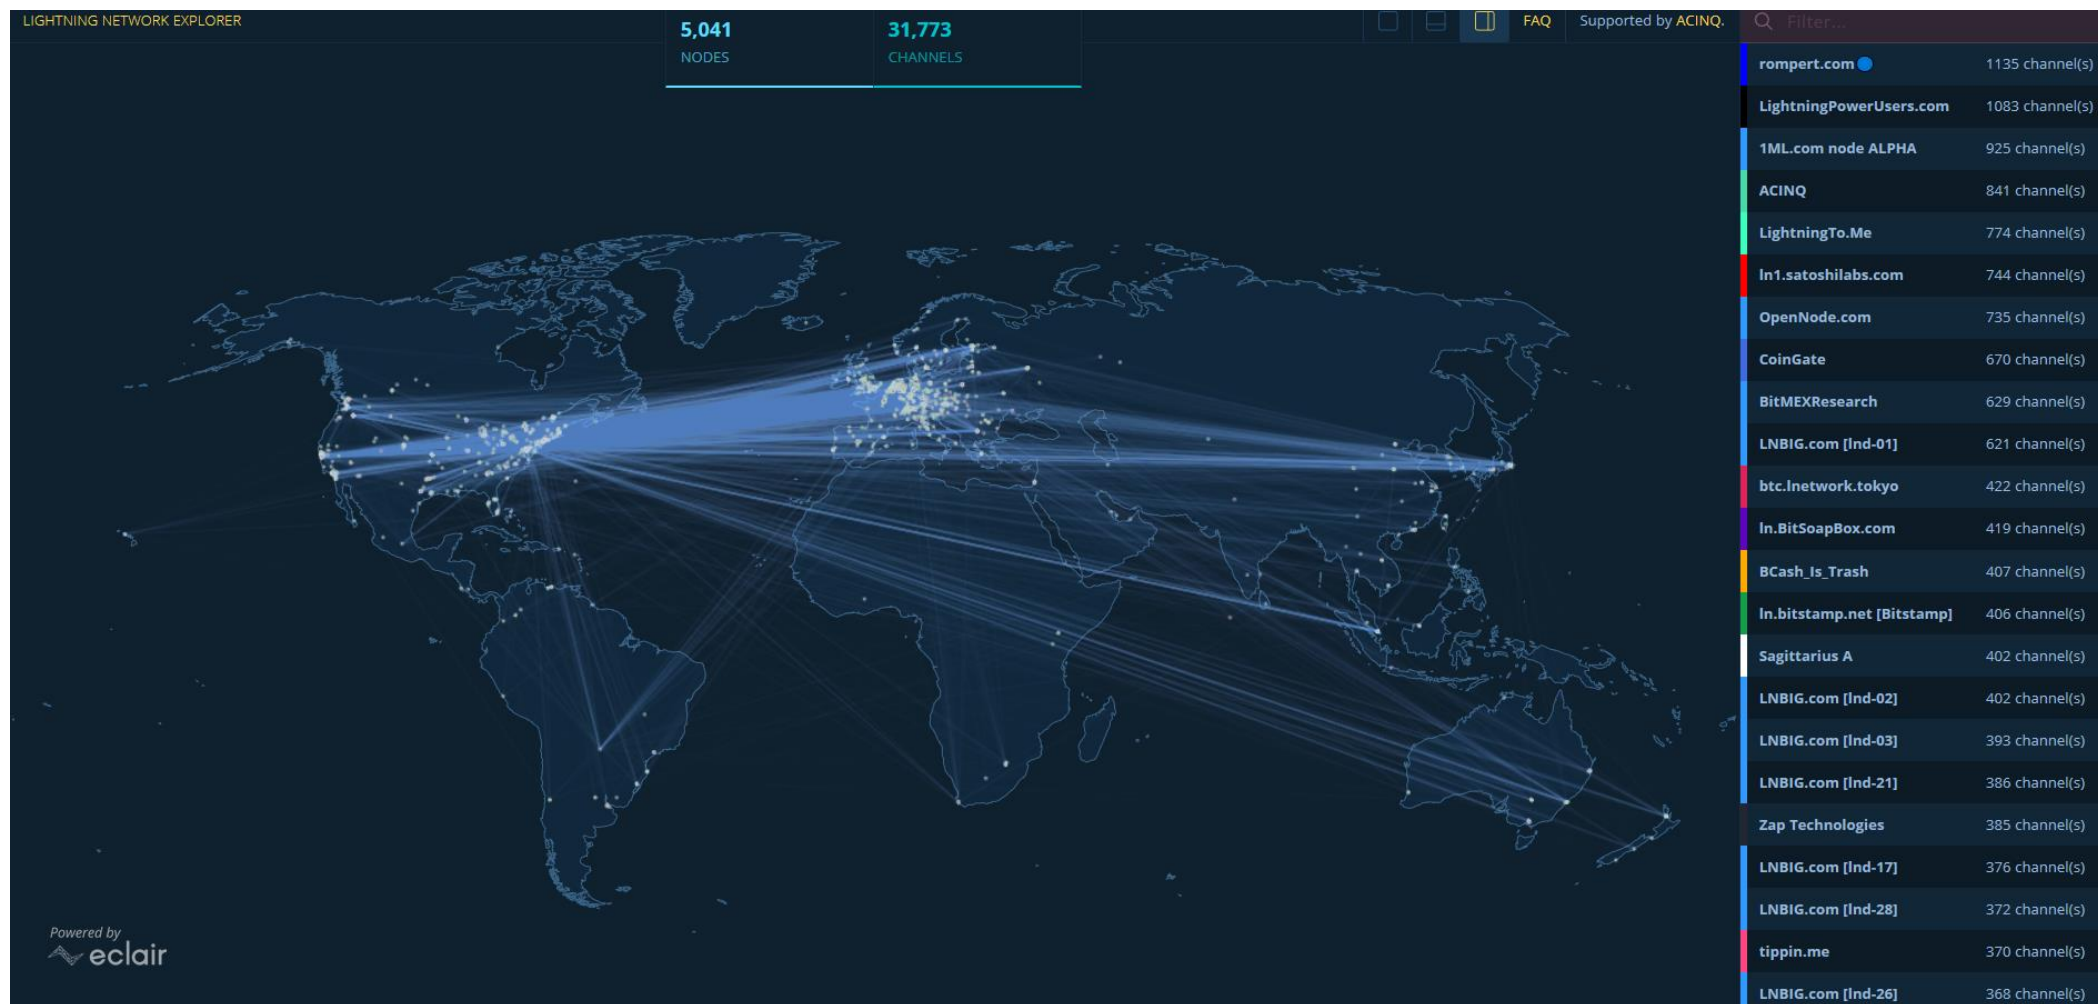 LIGHTNING NETWORK EXPLORER
5,041
NODES
31,773
CHANNELS
FAQ
Supported by ACINQ.
Filter...
rompert.com 1135 channel(s)
LightningPowerUsers.com 1083 channel(s)
1ML.com node ALPHA 925 channel(s)
ACINQ 841 channel(s)
LightningTo.Me 774 channel(s)
ln1.satoshilabs.com 744 channel(s)
OpenNode.com 735 channel(s)
CoinGate 670 channel(s)
BitMEXResearch 629 channel(s)
LNBIG.com [lnd-01] 621 channel(s)
btc.lnetwork.tokyo 422 channel(s)
ln.BitSoapBox.com 419 channel(s)
BCash_Is_Trash 407 channel(s)
ln.bitstamp.net [Bitstamp] 406 channel(s)
Sagittarius A 402 channel(s)
LNBIG.com [lnd-02] 402 channel(s)
LNBIG.com [lnd-03] 393 channel(s)
LNBIG.com [lnd-21] 386 channel(s)
Zap Technologies 385 channel(s)
LNBIG.com [lnd-17] 376 channel(s)
LNBIG.com [lnd-28] 372 channel(s)
tippin.me 370 channel(s)
LNBIG.com [lnd-26] 368 channel(s)
Powered by
eclair